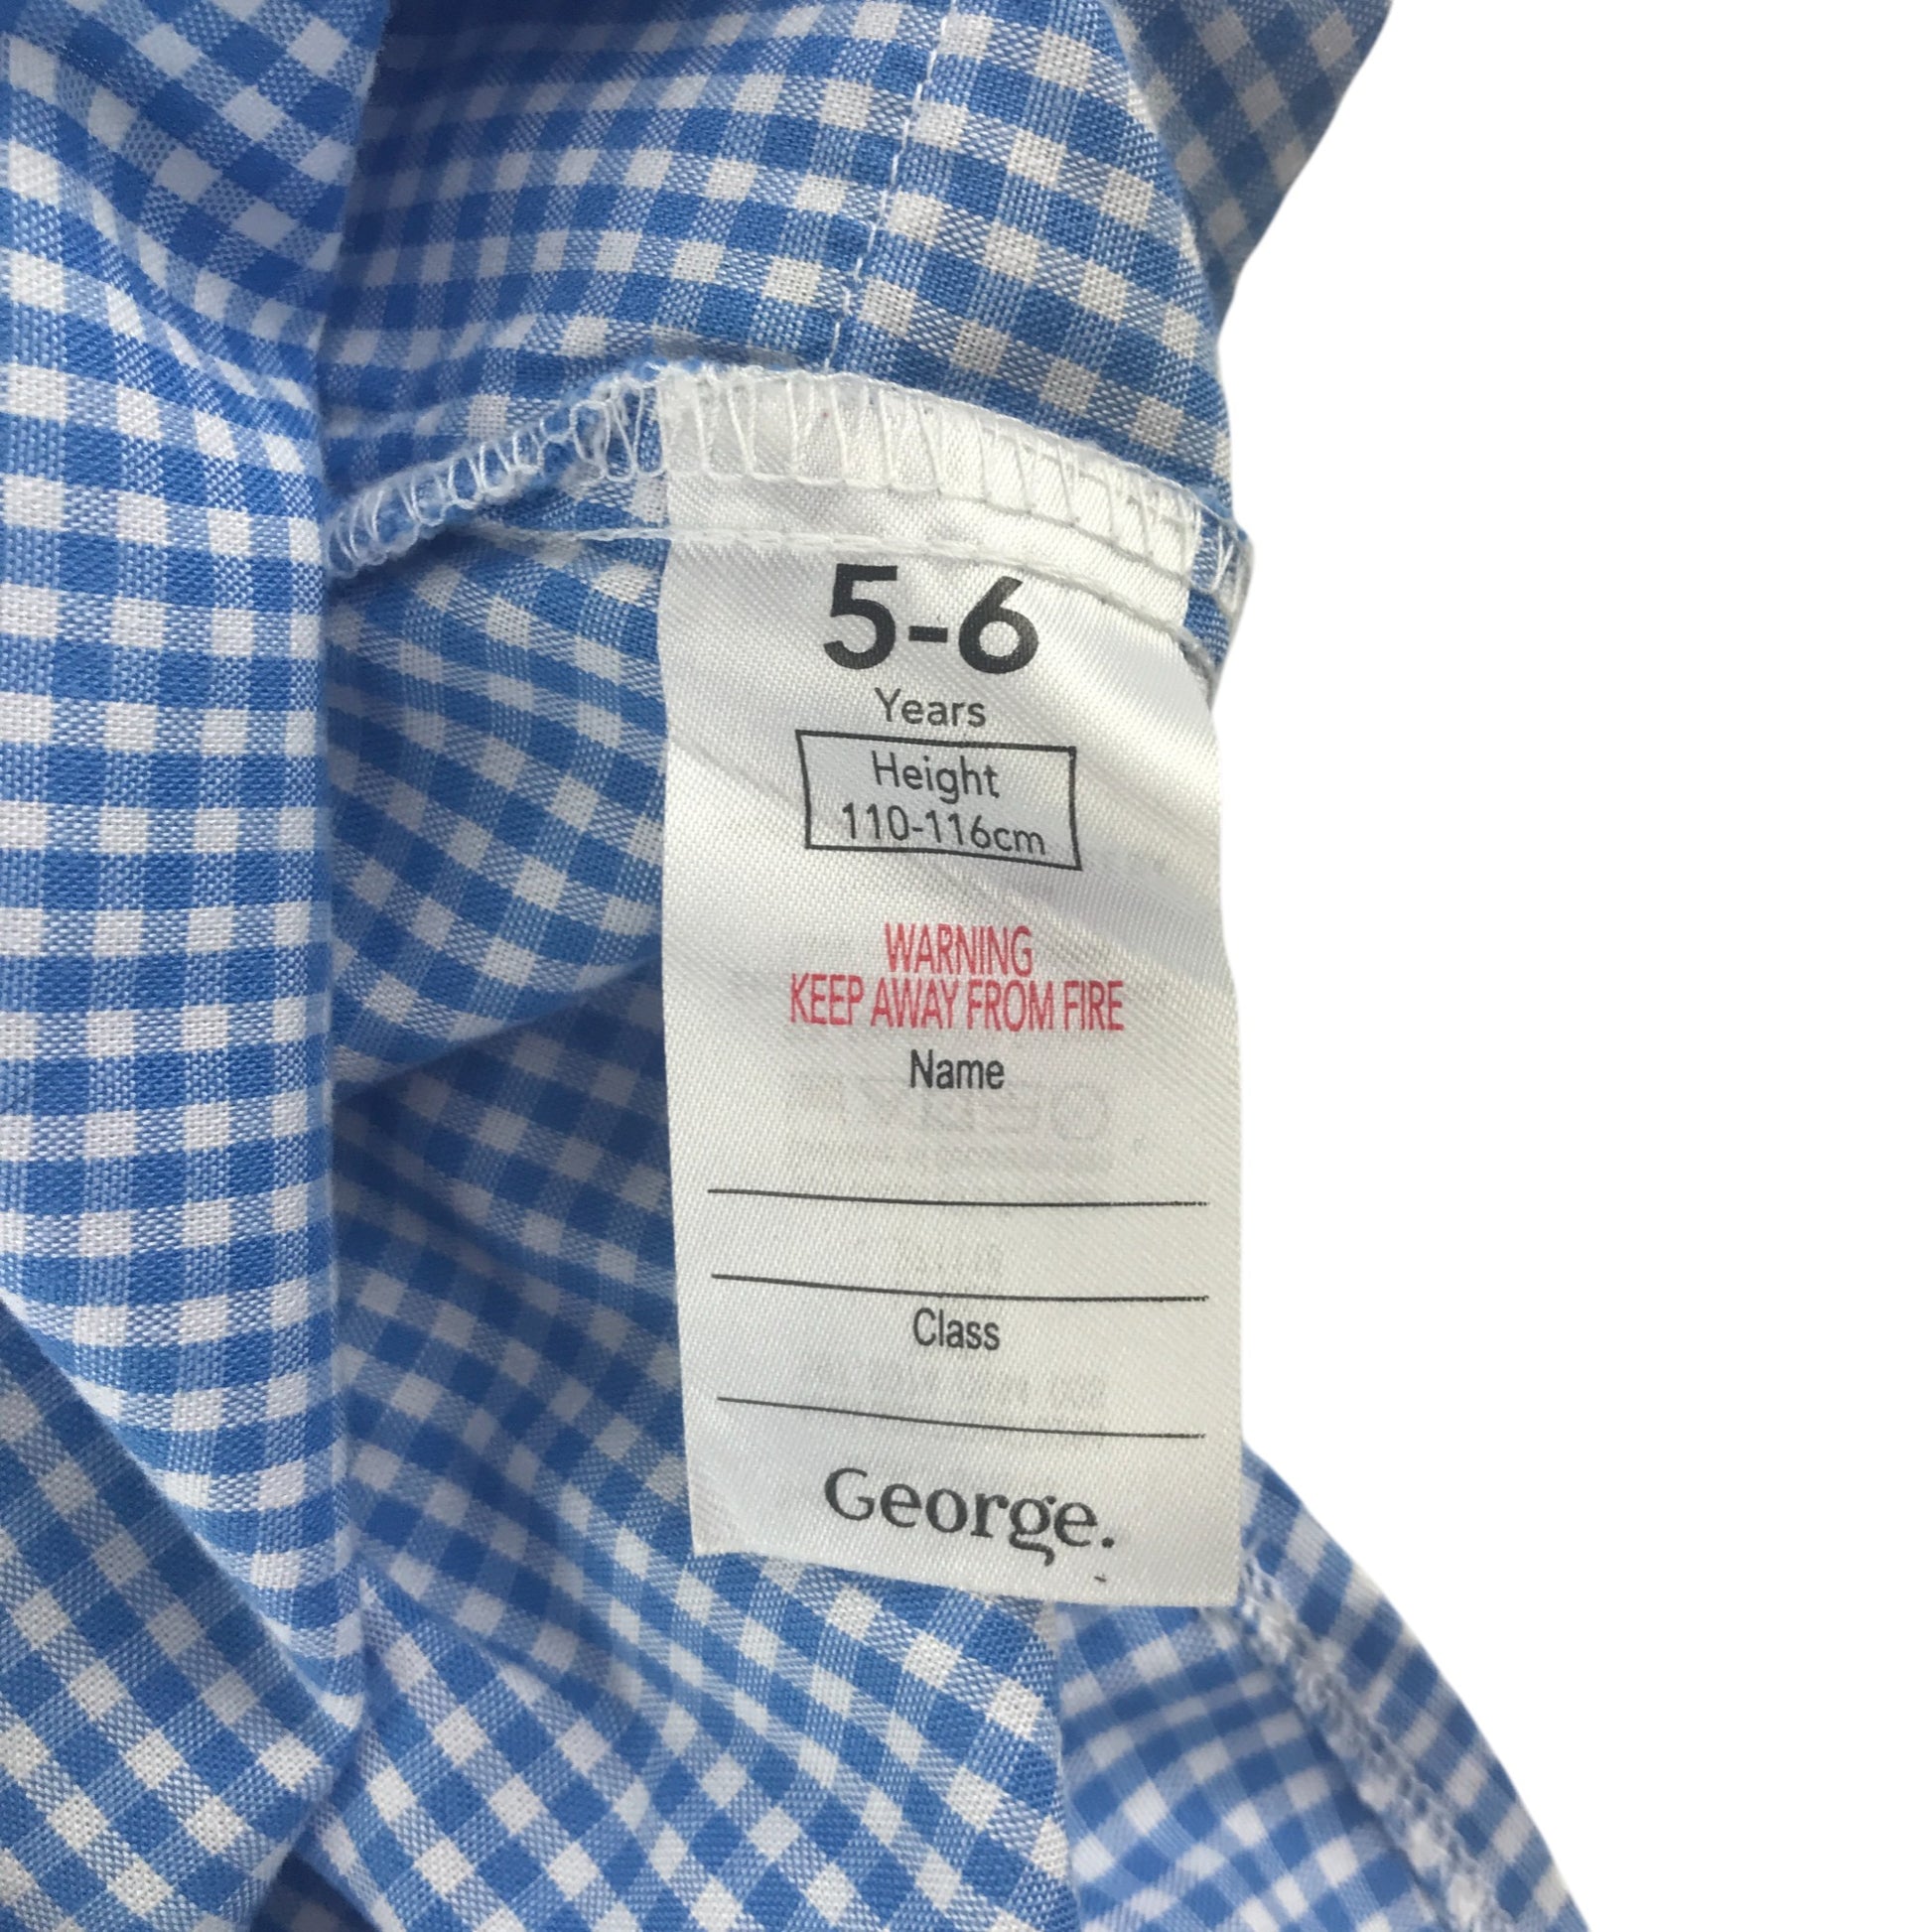 5-6
Years
Height
110-116cm
WARNING
KEEP AWAY FROM FIRE
Name
Class
George.